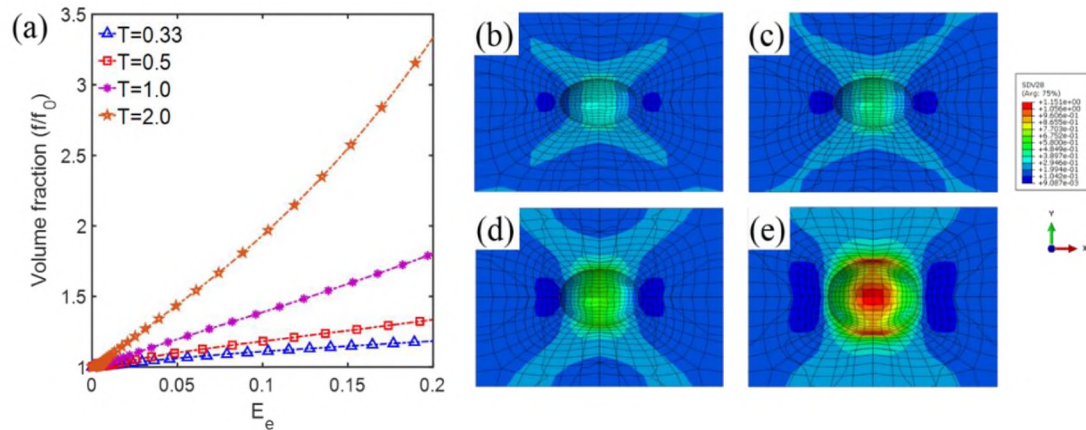 (a)
3.5
3
2.5
2
1.5
1
Volume fraction (f/f0)
T=0.33
T=0.5
T=1.0
T=2.0
0
0.05
0.1
0.15
0.2
Ee
(b)
(c)
(d)
(e)
SDV28
(Avg: 75%)
+1.151e+00
+1.056e+00
+9.606e-01
+8.655e-01
+7.703e-01
+6.752e-01
+5.800e-01
+4.849e-01
+3.897e-01
+2.946e-01
+1.994e-01
+1.042e-01
+9.087e-03
Y
X